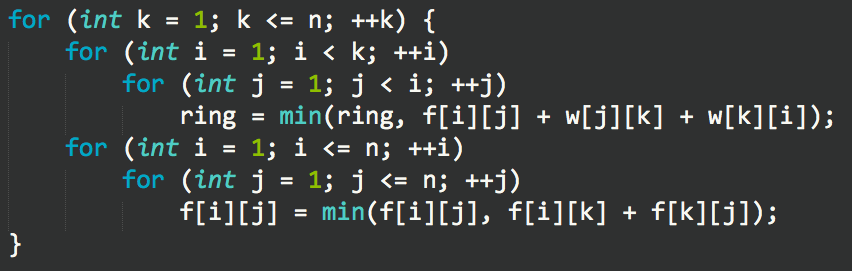 for (int k = 1; k <= n; ++k) {
    for (int i = 1; i < k; ++i)
        for (int j = 1; j < i; ++j)
            ring = min(ring, f[i][j] + w[j][k] + w[k][i]);
    for (int i = 1; i <= n; ++i)
        for (int j = 1; j <= n; ++j)
            f[i][j] = min(f[i][j], f[i][k] + f[k][j]);
}